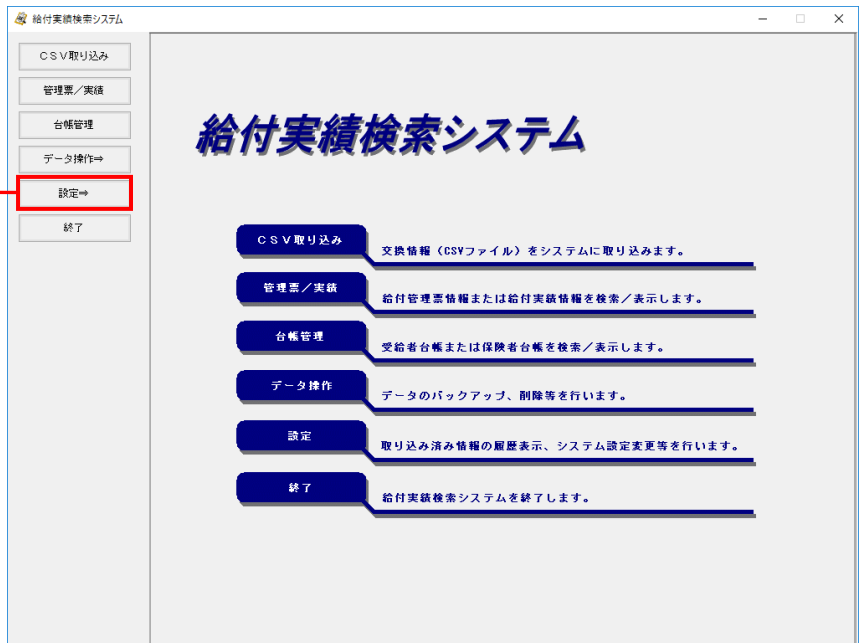 給付実績検索システム
CSV取り込み
管理票/実績
台帳管理
データ操作⇒
設定⇒
終了
給付実績検索システム
CSV取り込み
交換情報(CSVファイル)をシステムに取り込みます。
管理票/実績
給付管理票情報または給付実績情報を検索/表示します。
台帳管理
受給者台帳または保険者台帳を検索/表示します。
データ操作
データのバックアップ、削除等を行います。
設定
取り込み済み情報の履歴表示、システム設定変更等を行います。
終了
給付実績検索システムを終了します。